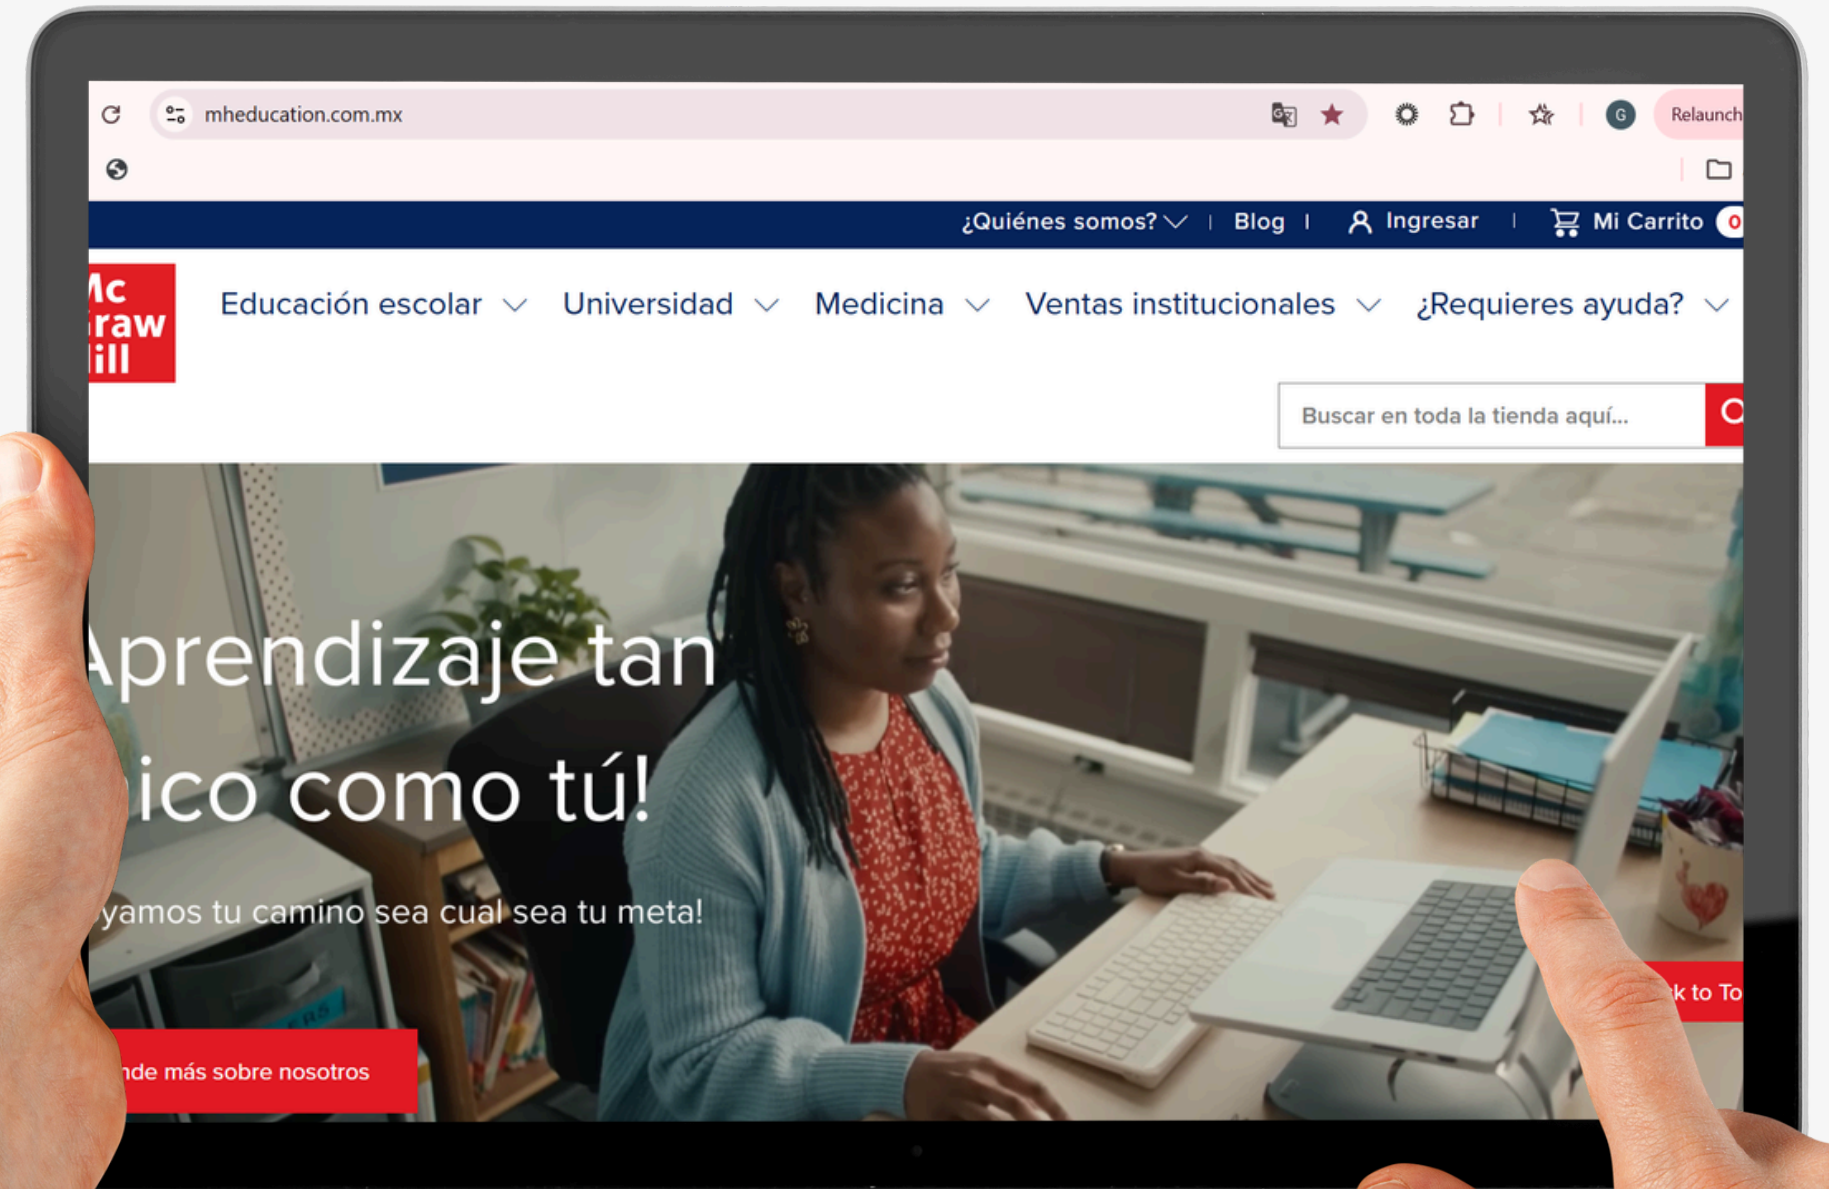 mheducation.com.mx
G
Relaunch
¿Quiénes somos? | Blog | Ingresar | Mi Carrito 0
Mc
Graw
Hill
Educación escolar Universidad Medicina Ventas institucionales ¿Requieres ayuda?
Buscar en toda la tienda aquí...
Aprendizaje tan
ico como tú!
yamos tu camino sea cual sea tu meta!
nde más sobre nosotros
k to To